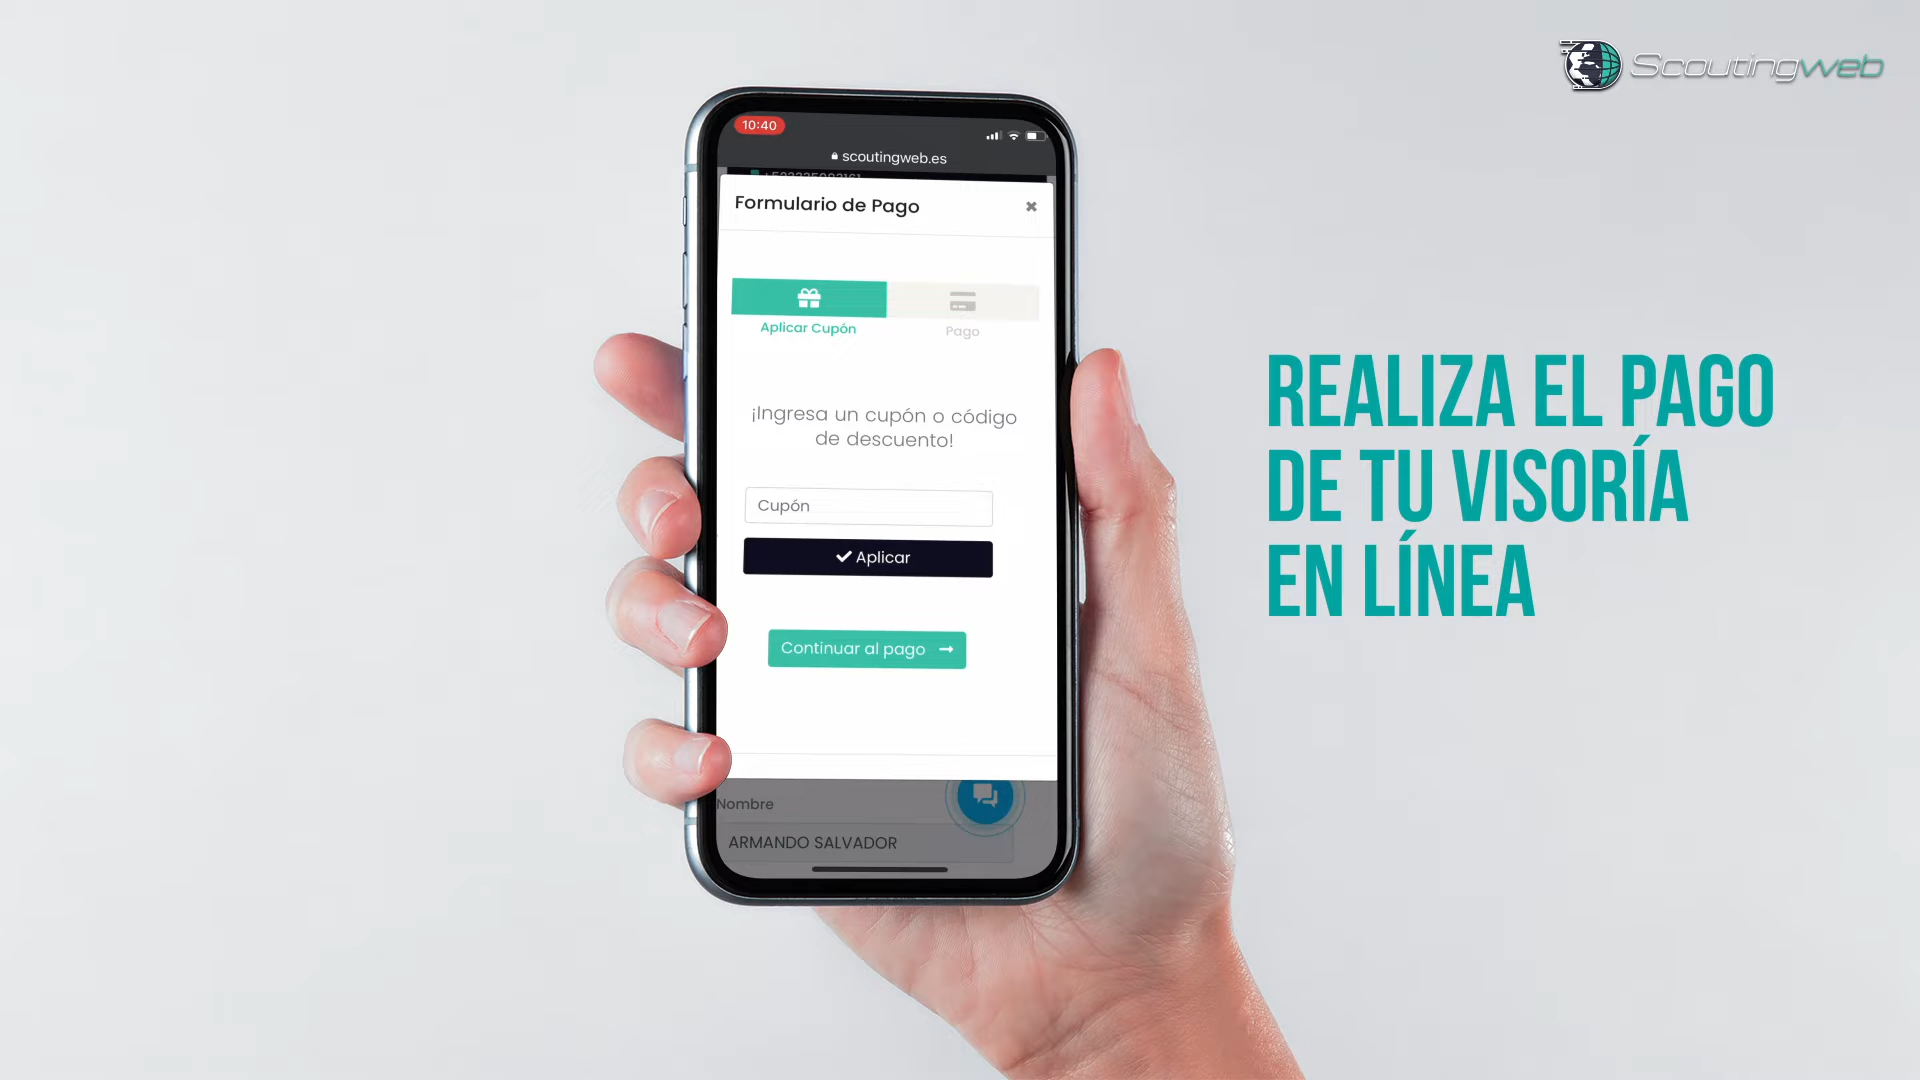 Scoutingweb
10:40
scoutingweb.es
Formulario de Pago
Aplicar Cupón
Pago
¡Ingresa un cupón o código
de descuento!
Cupón
Aplicar
Continuar al pago
Nombre
ARMANDO SALVADOR
REALIZA EL PAGO
DE TU VISORÍA
EN LÍNEA